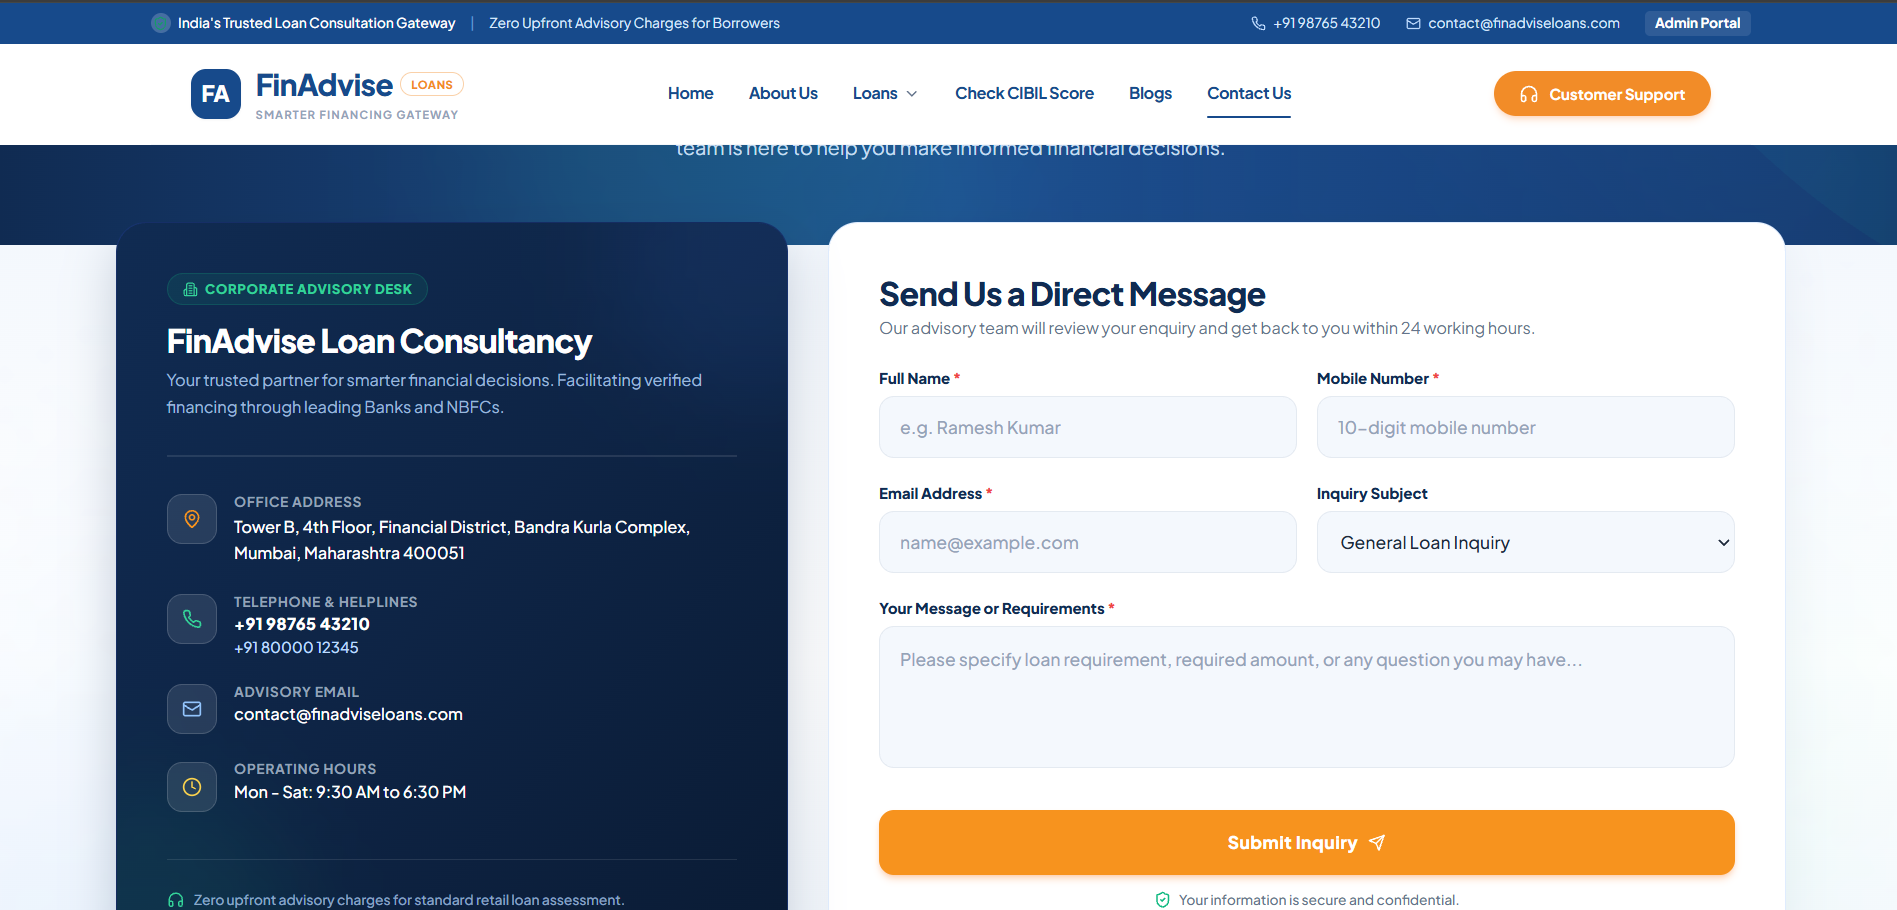 India's Trusted Loan Consultation Gateway | Zero Upfront Advisory Charges for Borrowers
+91 98765 43210
contact@finadviseloans.com
Admin Portal
FA
FinAdvise LOANS
SMARTER FINANCING GATEWAY
Home
About Us
Loans
Check CIBIL Score
Blogs
Contact Us
Customer Support
team is here to help you make informed financial decisions.
CORPORATE ADVISORY DESK
FinAdvise Loan Consultancy
Your trusted partner for smarter financial decisions. Facilitating verified
financing through leading Banks and NBFCs.
OFFICE ADDRESS
Tower B, 4th Floor, Financial District, Bandra Kurla Complex,
Mumbai, Maharashtra 400051
TELEPHONE & HELPLINES
+91 98765 43210
+91 80000 12345
ADVISORY EMAIL
contact@finadviseloans.com
OPERATING HOURS
Mon - Sat: 9:30 AM to 6:30 PM
Zero upfront advisory charges for standard retail loan assessment.
Send Us a Direct Message
Our advisory team will review your enquiry and get back to you within 24 working hours.
Full Name *
e.g. Ramesh Kumar
Mobile Number *
10-digit mobile number
Email Address *
name@example.com
Inquiry Subject
General Loan Inquiry
Your Message or Requirements *
Please specify loan requirement, required amount, or any question you may have...
Submit Inquiry
Your information is secure and confidential.